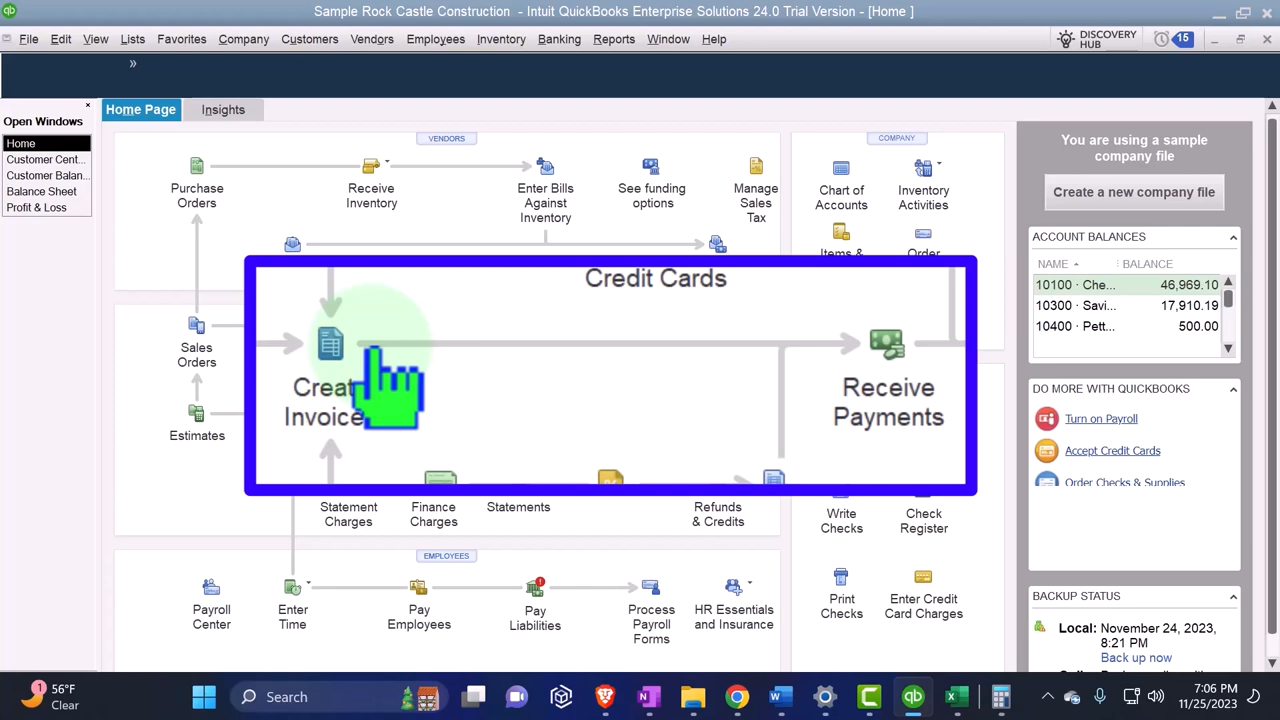 Sample Rock Castle Construction - Intuit QuickBooks Enterprise Solutions 24.0 Trial Version - [Home ]
File Edit View Lists Favorites Company Customers Vendors Employees Inventory Banking Reports Window Help
DISCOVERY
HUB
15
»
Home Page Insights
Open Windows
Home
Customer Cent...
Customer Balan...
Balance Sheet
Profit & Loss
VENDORS
Purchase
Orders
Receive
Inventory
Enter Bills
Against
Inventory
See funding
options
Manage
Sales
Tax
COMPANY
Chart of
Accounts
Inventory
Activities
Items &
Order
Sales
Orders
Estimates
Credit Cards
Receive
Payments
Statement
Charges
Finance
Charges
Statements
Refunds
& Credits
Write
Checks
Check
Register
EMPLOYEES
Payroll
Center
Enter
Time
Pay
Employees
Pay
Liabilities
Process
Payroll
Forms
HR Essentials
and Insurance
Print
Checks
Enter Credit
Card Charges
You are using a sample
company file
Create a new company file
ACCOUNT BALANCES
NAME BALANCE
10100 · Che... 46,969.10
10300 · Savi... 17,910.19
10400 · Pett... 500.00
DO MORE WITH QUICKBOOKS
Turn on Payroll
Accept Credit Cards
Order Checks & Supplies
BACKUP STATUS
Local: November 24, 2023,
8:21 PM
Back up now
1
56°F
Clear
Search
7:06 PM
11/25/2023